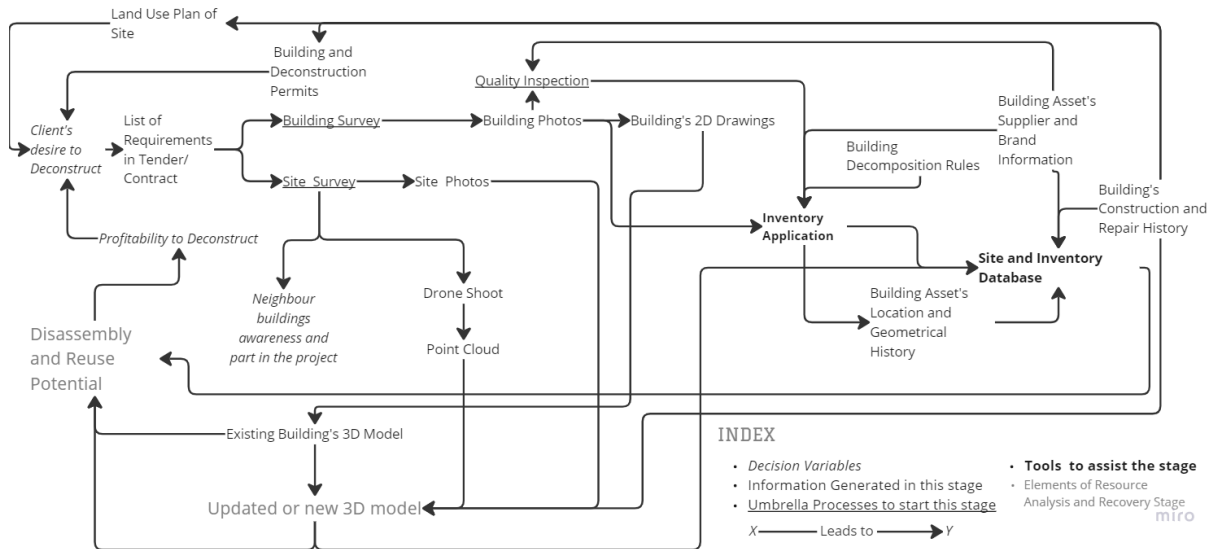 Land Use Plan of
Site
Building and
Deconstruction
Permits
Quality Inspection
Building Asset's
Supplier and
Brand
Information
Client's
desire to
Deconstruct
List of
Requirements
in Tender/
Contract
Building Survey
Building Photos
Building's 2D Drawings
Building
Decomposition Rules
Site Survey
Site Photos
Building's
Construction and
Repair History
Profitability to Deconstruct
Inventory
Application
Site and Inventory
Database
Neighbour
buildings
awareness and
part in the project
Drone Shoot
Building Asset's
Location and
Geometrical
History
Disassembly
and Reuse
Potential
Point Cloud
Existing Building's 3D Model
Updated or new 3D model
INDEX
• Decision Variables
• Information Generated in this stage
• Umbrella Processes to start this stage
X Leads to Y
• Tools to assist the stage
• Elements of Resource
Analysis and Recovery Stage
miro